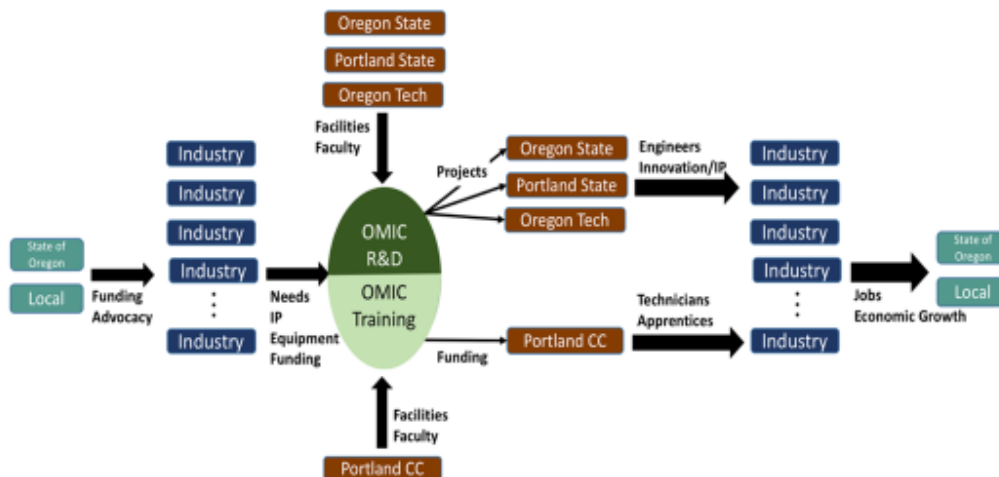 Oregon State
Portland State
Oregon Tech
Facilities
Faculty
Industry
Industry
Industry
Industry
Industry
State of
Oregon
Local
Funding
Advocacy
Needs
IP
Equipment
Funding
OMIC
R&D
OMIC
Training
Projects
Funding
Oregon State
Portland State
Oregon Tech
Portland CC
Engineers
Innovation/IP
Technicians
Apprentices
Industry
Industry
Industry
Industry
Industry
Jobs
Economic Growth
State of
Oregon
Local
Facilities
Faculty
Portland CC